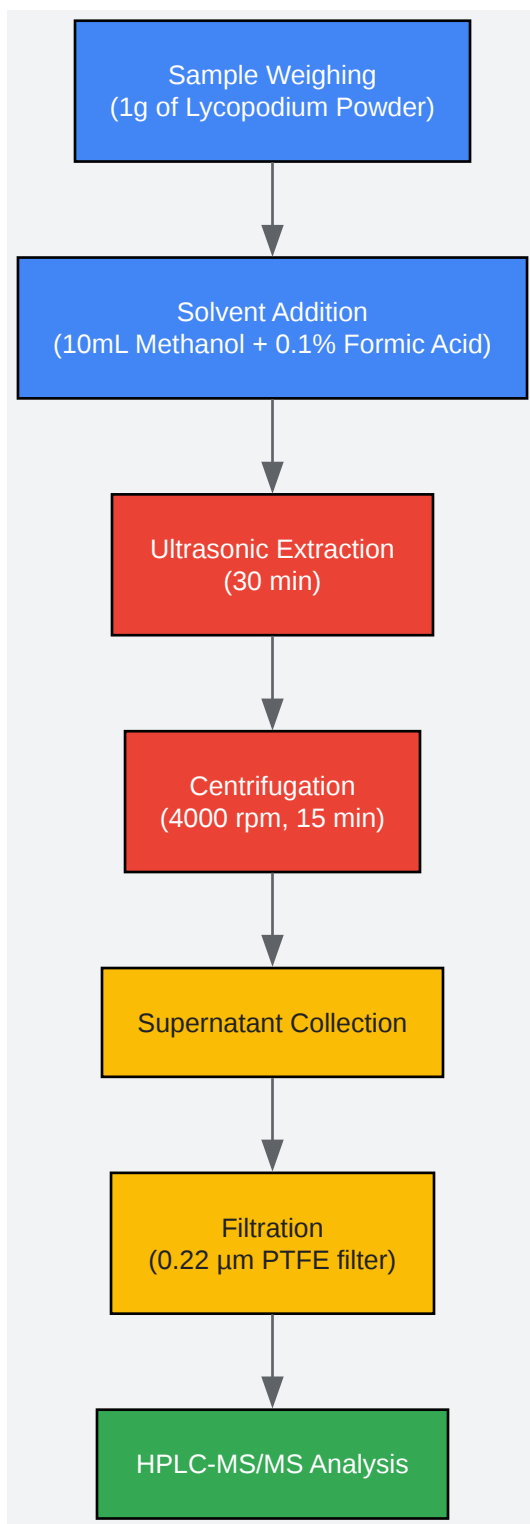 Sample Weighing
(1g of Lycopodium Powder)
Solvent Addition
(10mL Methanol + 0.1% Formic Acid)
Ultrasonic Extraction
(30 min)
Centrifugation
(4000 rpm, 15 min)
Supernatant Collection
Filtration
(0.22 µm PTFE filter)
HPLC-MS/MS Analysis